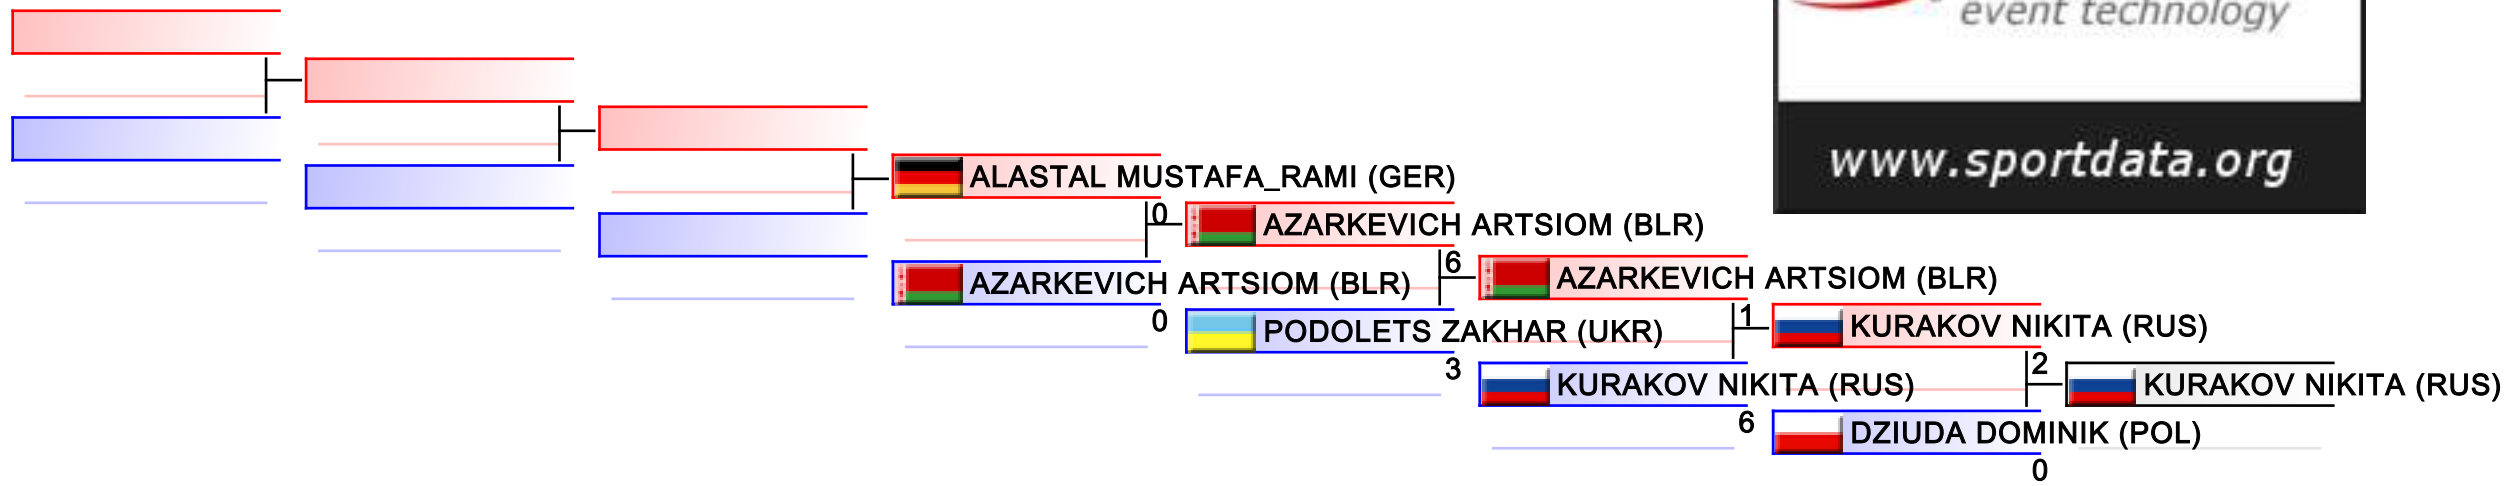 event technology
www.sportdata.org
ALASTAL MUSTAFA_RAMI (GER)
0
AZARKEVICH ARTSIOM (BLR)
AZARKEVICH ARTSIOM (BLR)
0
6
PODOLETS ZAKHAR (UKR)
3
AZARKEVICH ARTSIOM (BLR)
1
KURAKOV NIKITA (RUS)
6
KURAKOV NIKITA (RUS)
2
DZIUDA DOMINIK (POL)
0
KURAKOV NIKITA (RUS)